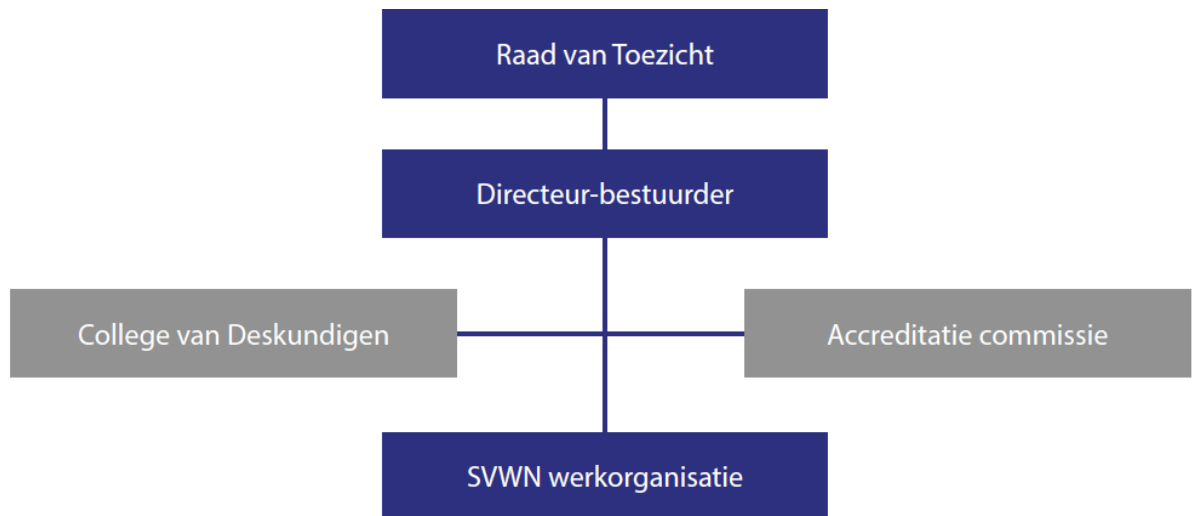 Raad van Toezicht
Directeur-bestuurder
College van Deskundigen
Accreditatie commissie
SVWN werkorganisatie